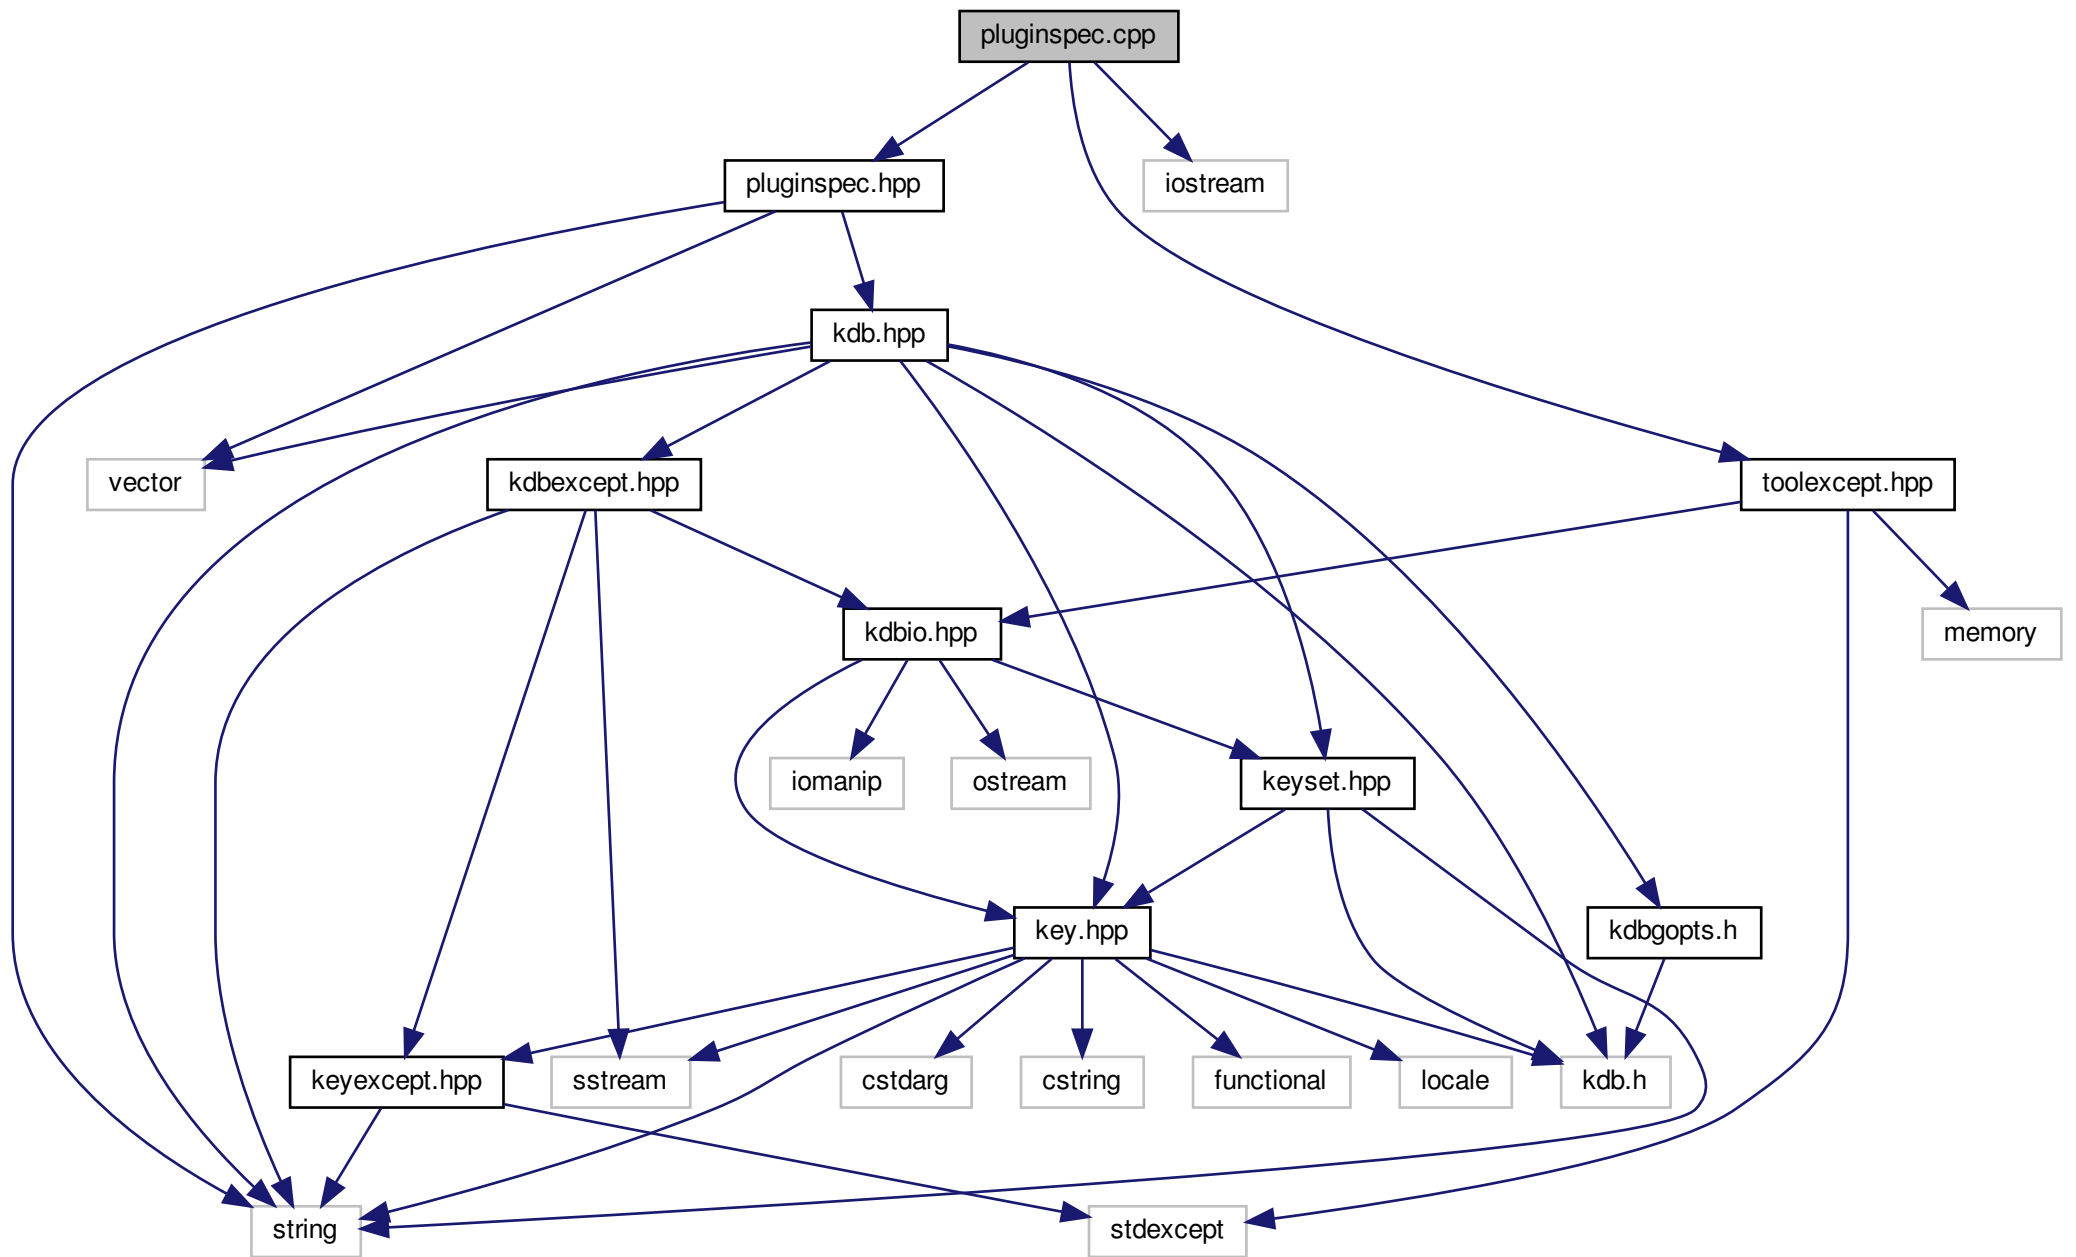 pluginspec.cpp
pluginspec.hpp
iostream
kdb.hpp
vector
kdbexcept.hpp
toolexcept.hpp
kdbio.hpp
memory
iomanip
ostream
keyset.hpp
key.hpp
kdbgopts.h
keyexcept.hpp
sstream
cstdarg
cstring
functional
locale
kdb.h
string
stdexcept